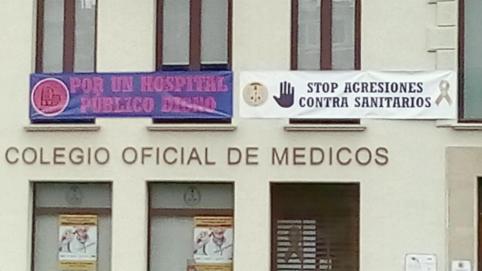 POR UN HOSPITAL
PÚBLICO DIGNO
STOP AGRESIONES
CONTRA SANITARIOS
COLEGIO OFICIAL DE MEDICOS